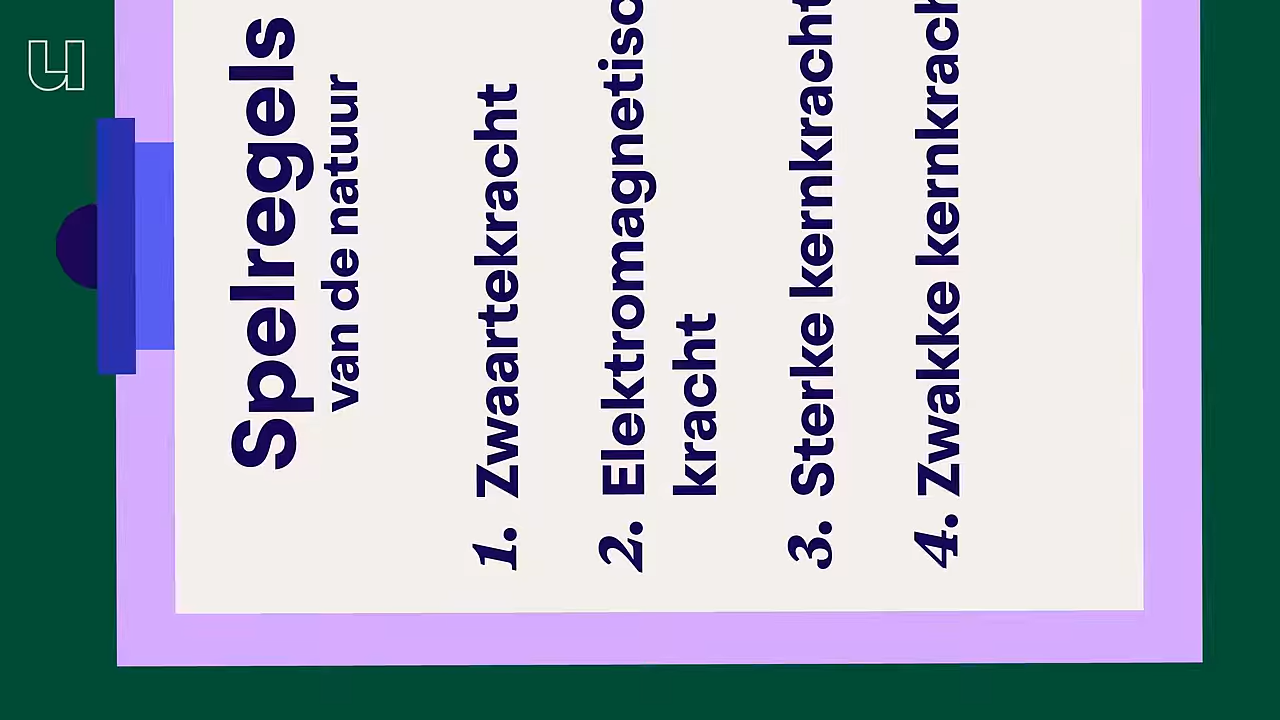 u
Spelregels
van de natuur
1. Zwaartekracht
2. Elektromagnetisc
kracht
3. Sterke kernkracht
4. Zwakke kernkrach